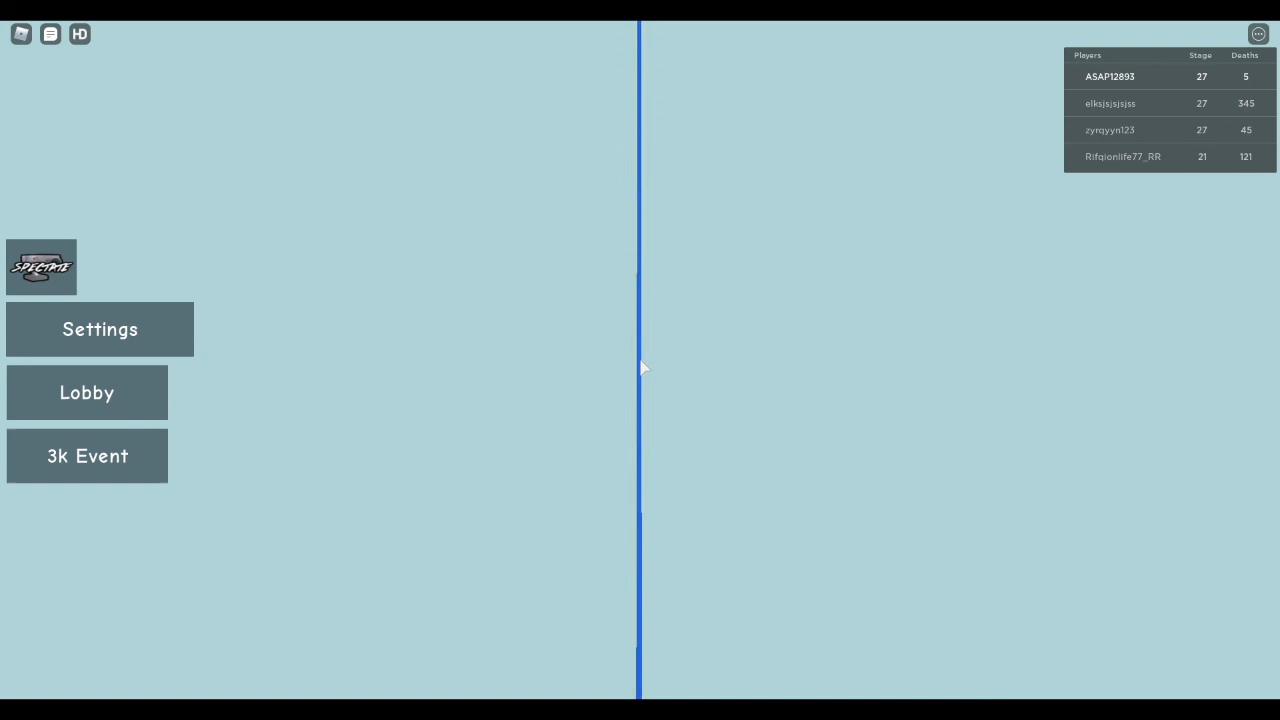 HD
Players Stage Deaths
ASAP12893 27 5
elksjsjsjsjss 27 345
zyrqyyn123 27 45
Rifqionlife77_RR 21 121
SPECTATE
Settings
Lobby
3k Event